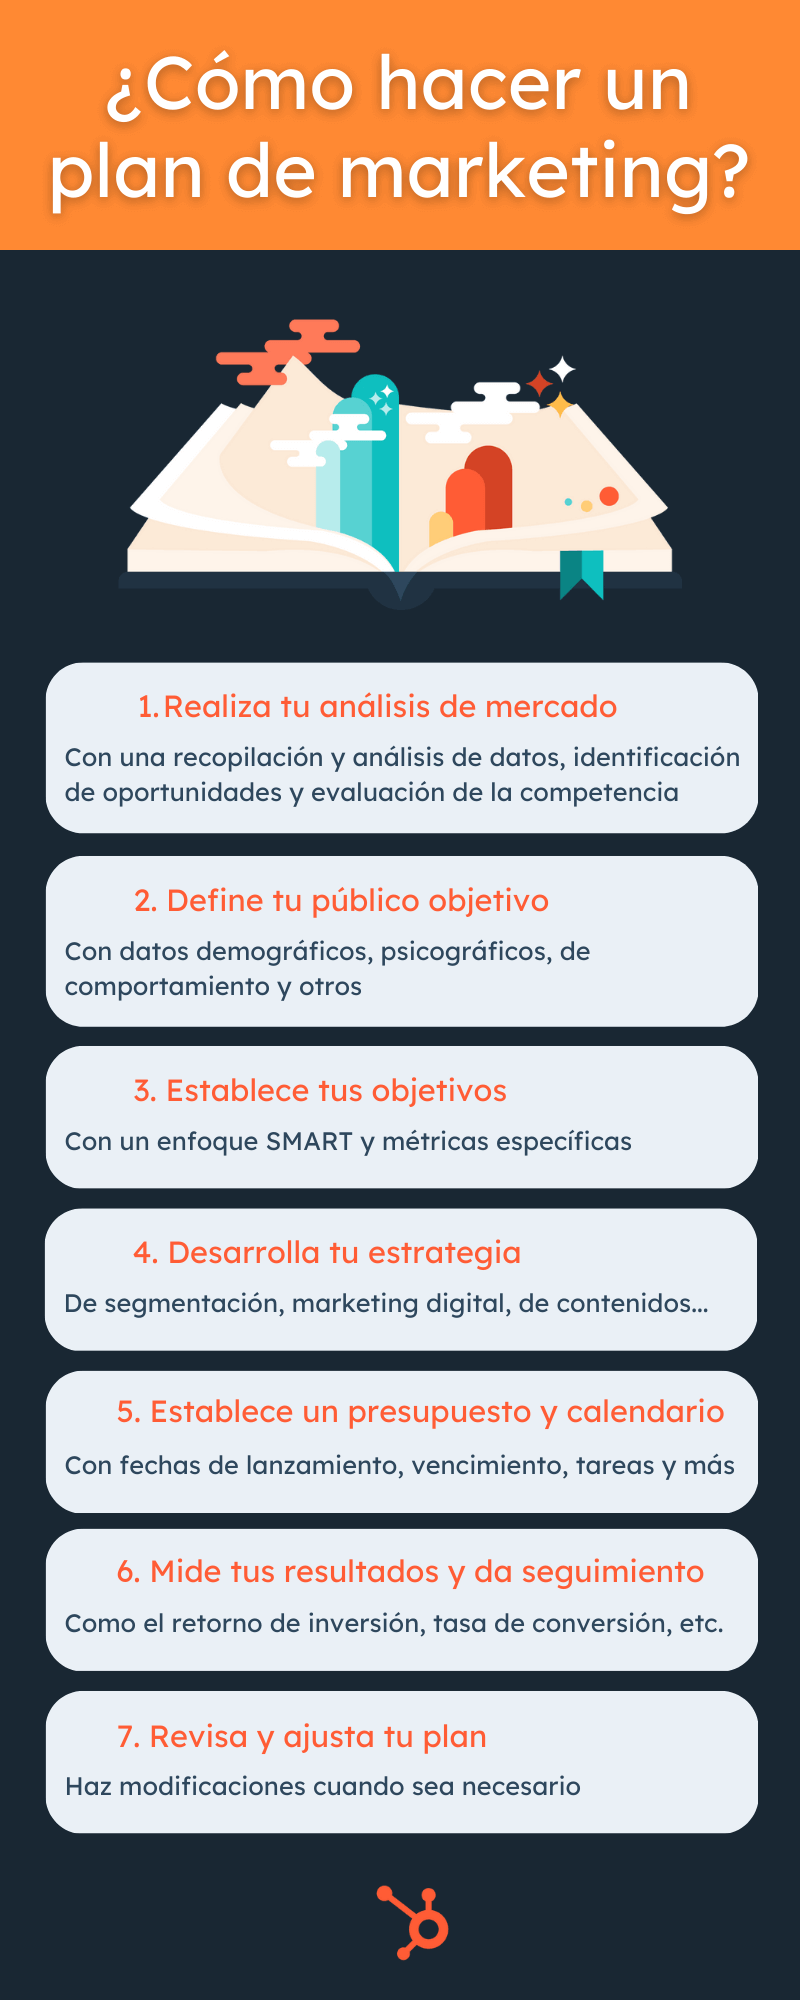 ¿Cómo hacer un
plan de marketing?
1. Realiza tu análisis de mercado
Con una recopilación y análisis de datos, identificación
de oportunidades y evaluación de la competencia
2. Define tu público objetivo
Con datos demográficos, psicográficos, de
comportamiento y otros
3. Establece tus objetivos
Con un enfoque SMART y métricas específicas
4. Desarrolla tu estrategia
De segmentación, marketing digital, de contenidos...
5. Establece un presupuesto y calendario
Con fechas de lanzamiento, vencimiento, tareas y más
6. Mide tus resultados y da seguimiento
Como el retorno de inversión, tasa de conversión, etc.
7. Revisa y ajusta tu plan
Haz modificaciones cuando sea necesario